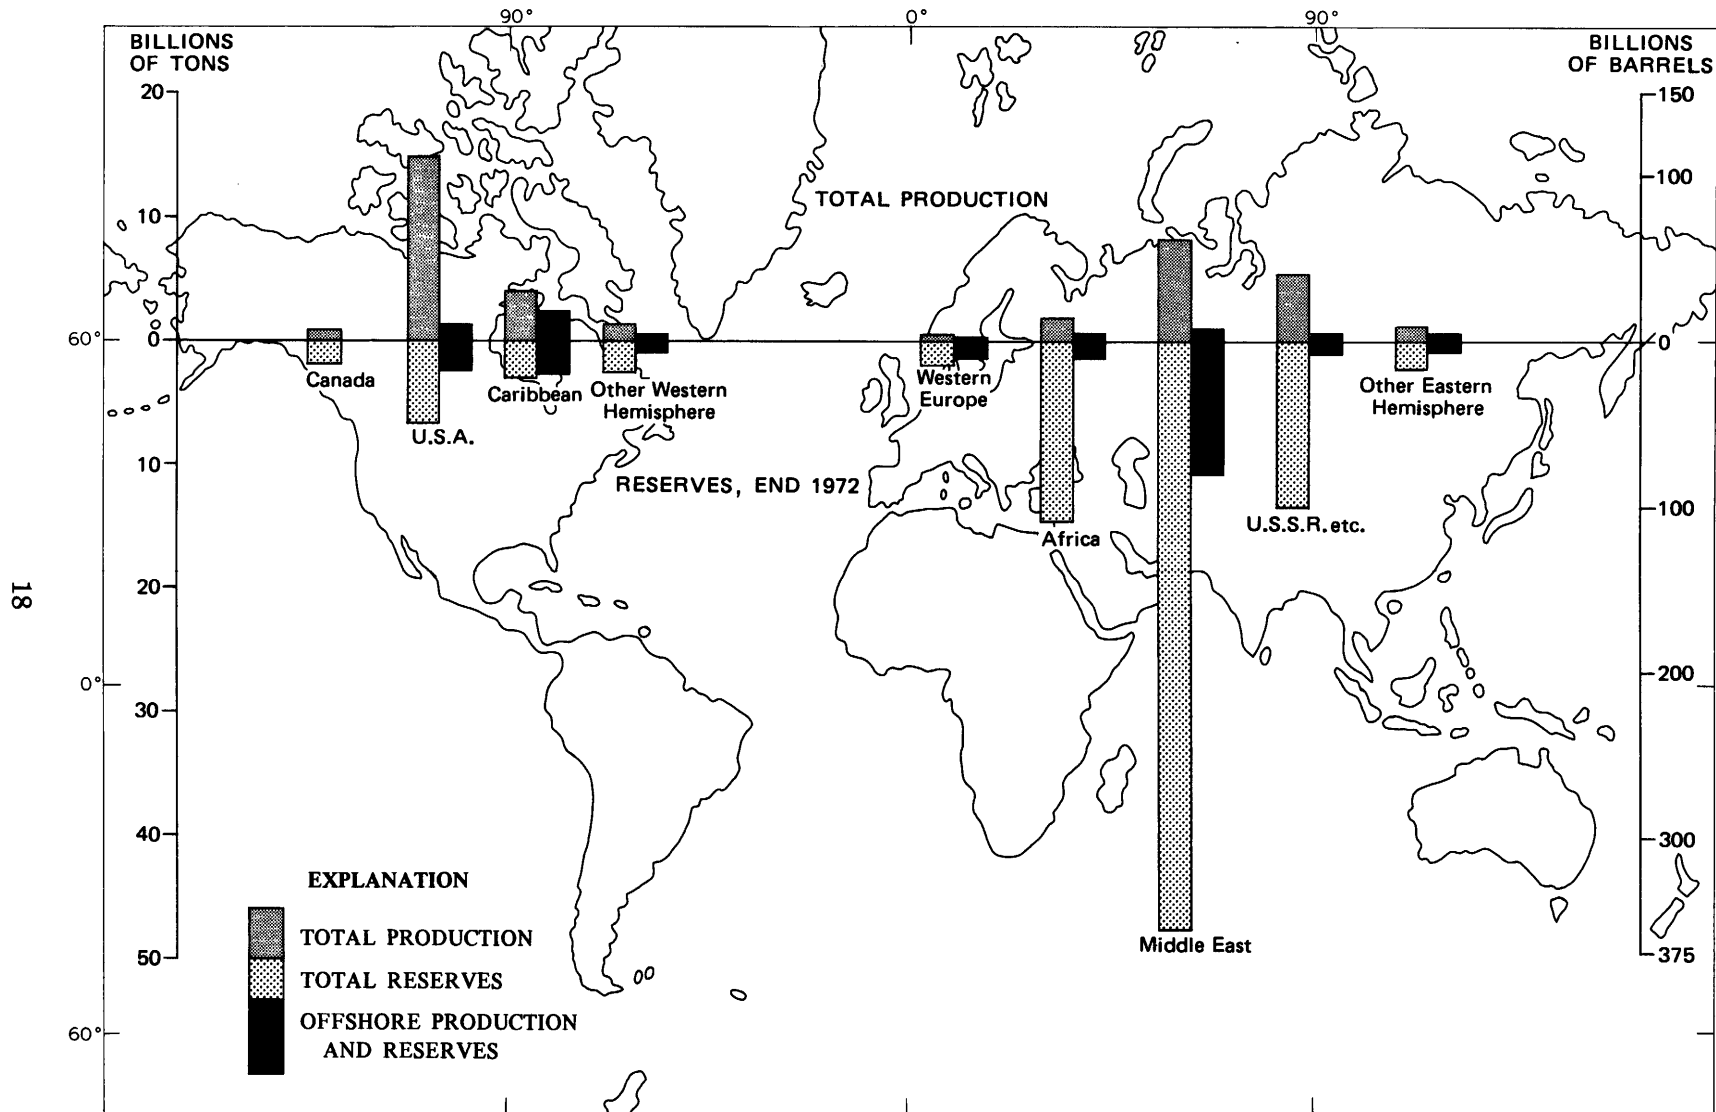 90°
0°
90°
BILLIONS
OF TONS
BILLIONS
OF BARRELS
20
150
100
TOTAL PRODUCTION
10
60°
0
0
Canada
U.S.A.
Caribbean
Other Western
Hemisphere
Western
Europe
Africa
Middle East
U.S.S.R. etc.
Other Eastern
Hemisphere
10
RESERVES, END 1972
100
20
18
0°
200
30
40
300
50
375
EXPLANATION
TOTAL PRODUCTION
TOTAL RESERVES
OFFSHORE PRODUCTION
AND RESERVES
60°